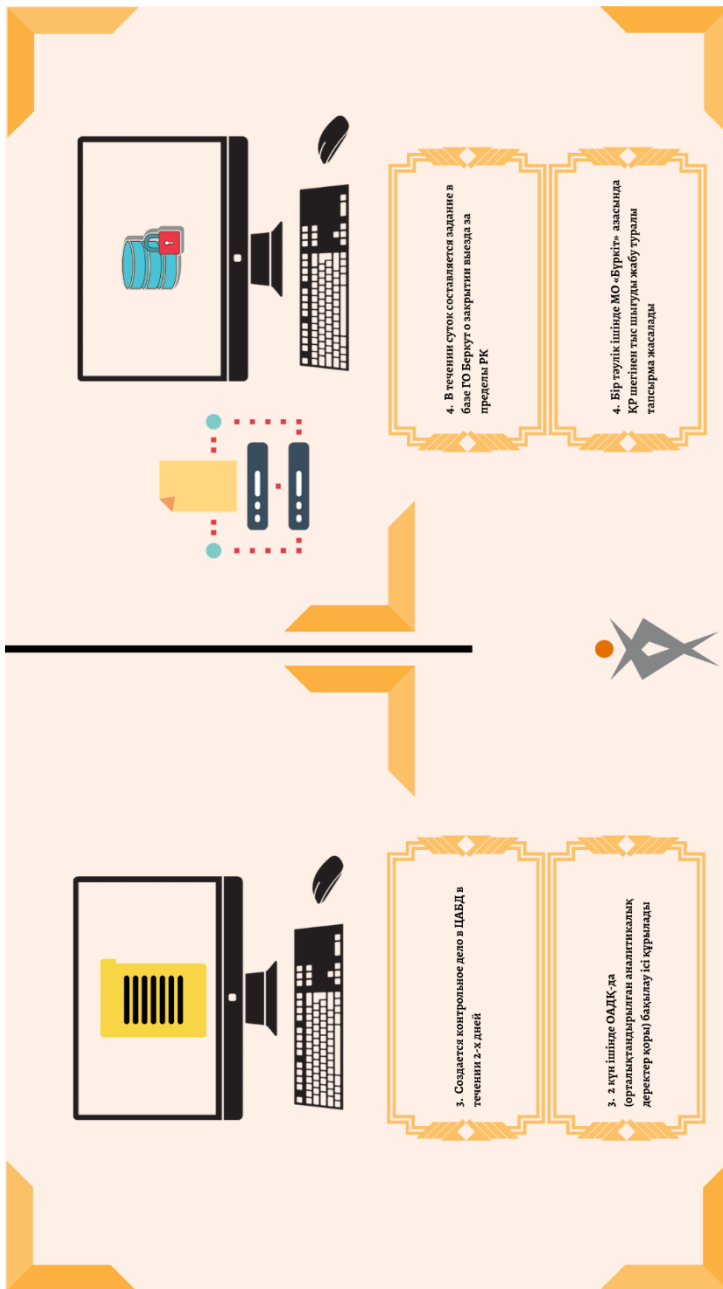 3. Создается контрольное дело в ЦАБД в
течении 2-х дней
3. 2 күн ішінде ОАДҚ-да
(орталықтандырылған аналитикалық
деректер қоры) бақылау ісі құрылады
4. В течении суток составляется задание в
базе ГО Беркут о закрытии выезда за
пределы РК
4. Бір тәулік ішінде МО «Бүркіт» азасында
ҚР шегінен тыс шығуды жабу туралы
тапсырма жасалады